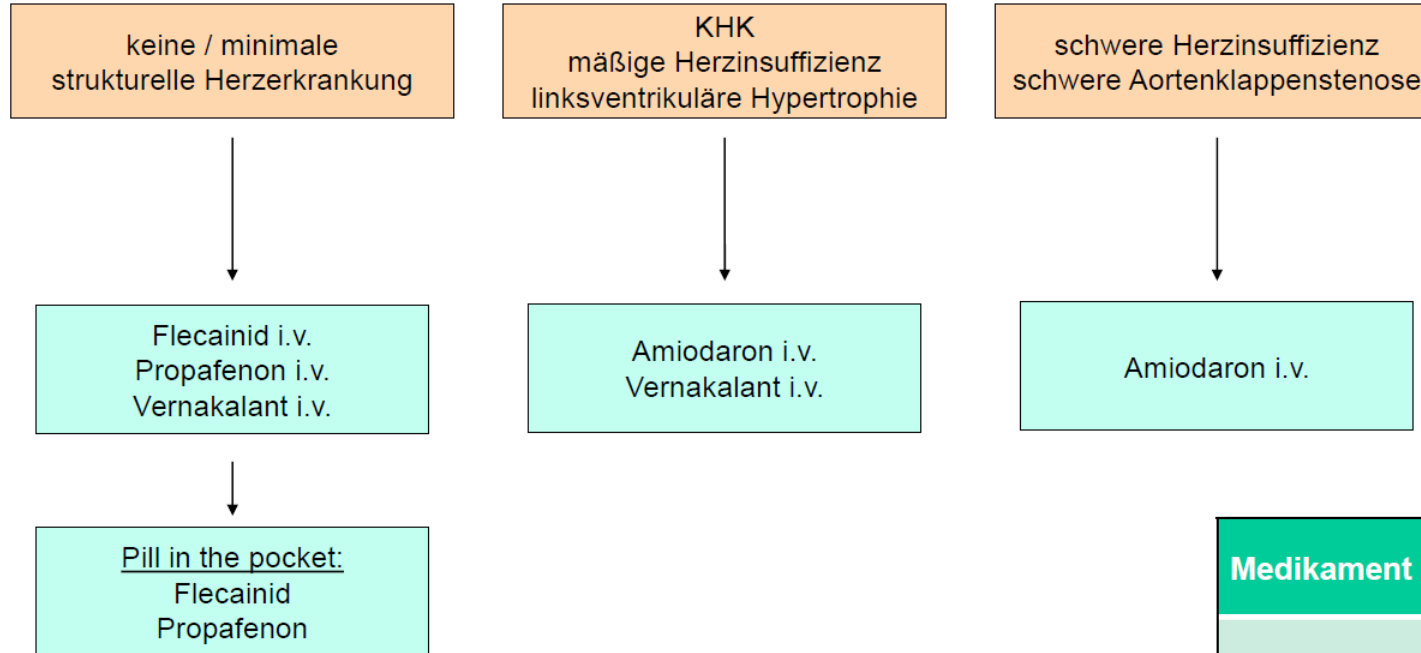 keine / minimale
strukturelle Herzerkrankung
KHK
mäßige Herzinsuffizienz
linksventrikuläre Hypertrophie
schwere Herzinsuffizienz
schwere Aortenklappenstenose
Flecainid i.v.
Propafenon i.v.
Vernakalant i.v.
Amiodaron i.v.
Vernakalant i.v.
Amiodaron i.v.
Pill in the pocket:
Flecainid
Propafenon
Medikament